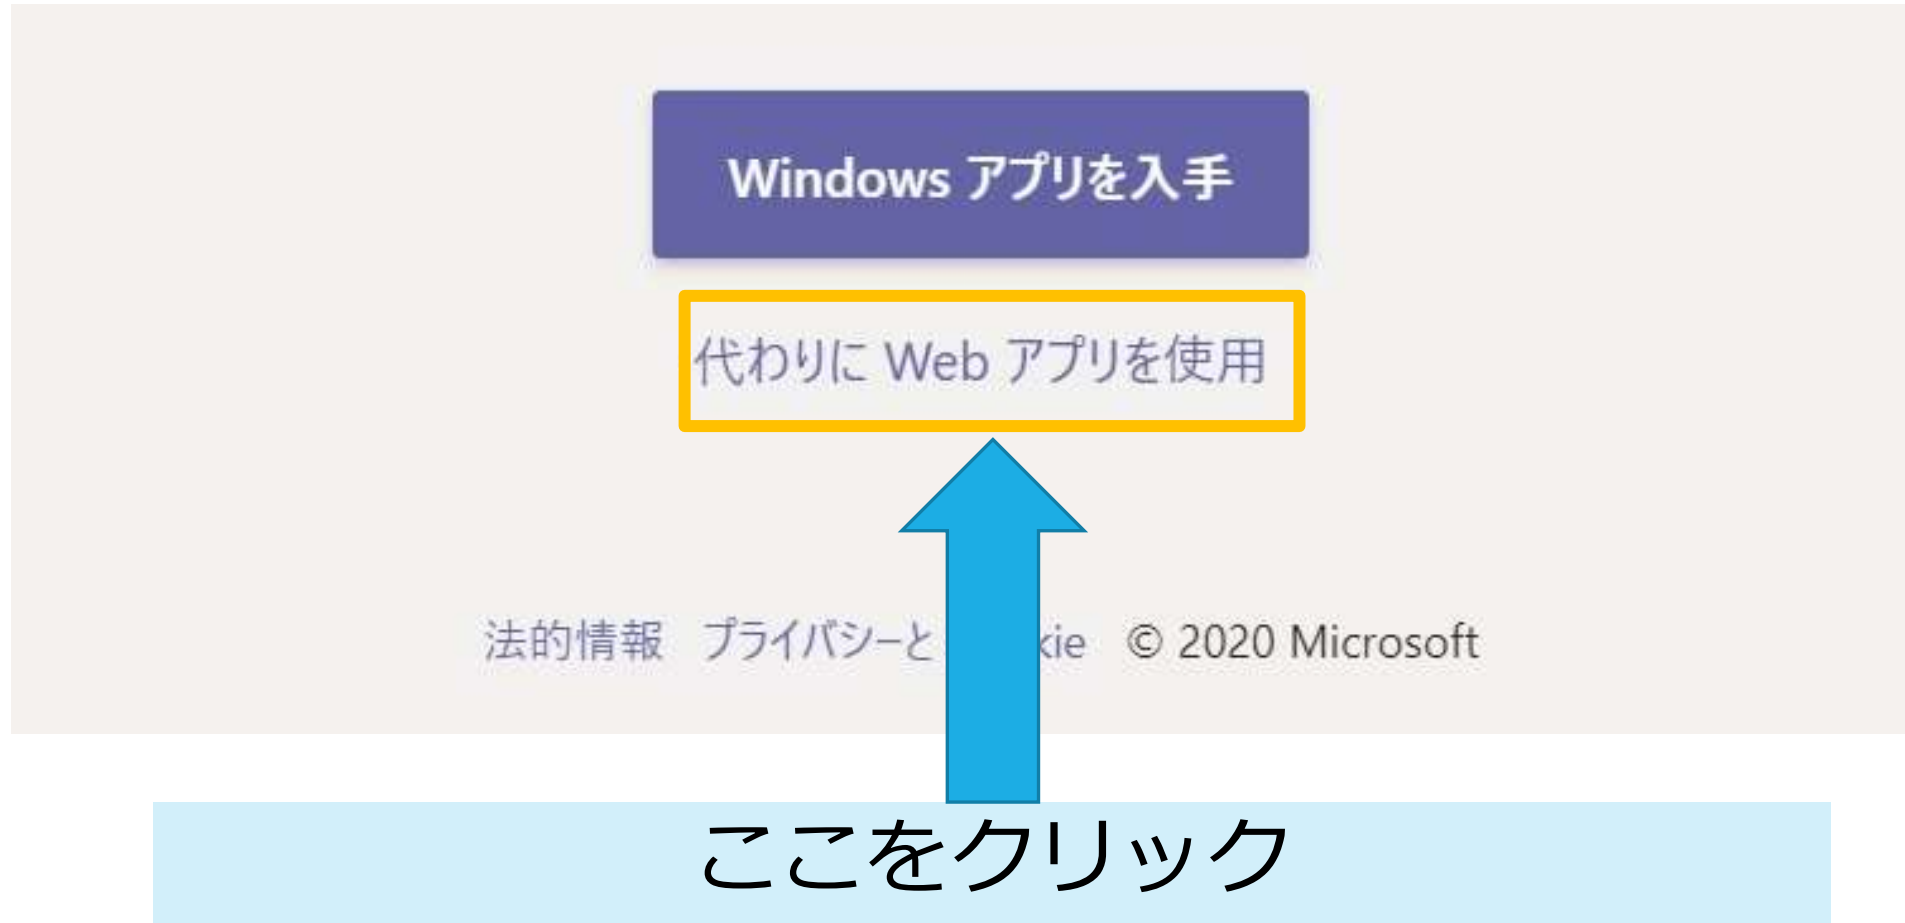 Windows アプリを入手
代わりに Web アプリを使用
法的情報 プライバシーと © 2020 Microsoft
ここをクリック